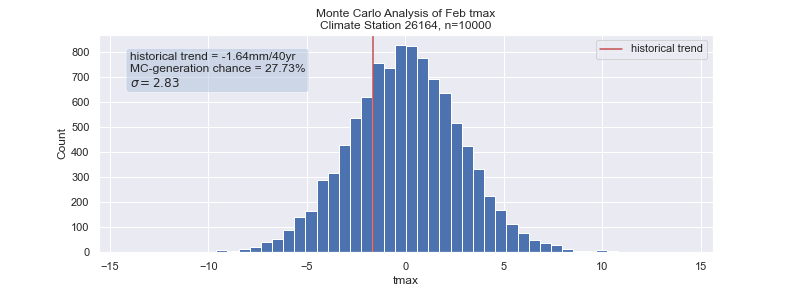 Monte Carlo Analysis of Feb tmax
Climate Station 26164, n=10000
historical trend = -1.64mm/40yr
MC-generation chance = 27.73%
σ = 2.83
historical trend
Count
800
700
600
500
400
300
200
100
0
−15
−10
−5
0
5
10
15
tmax